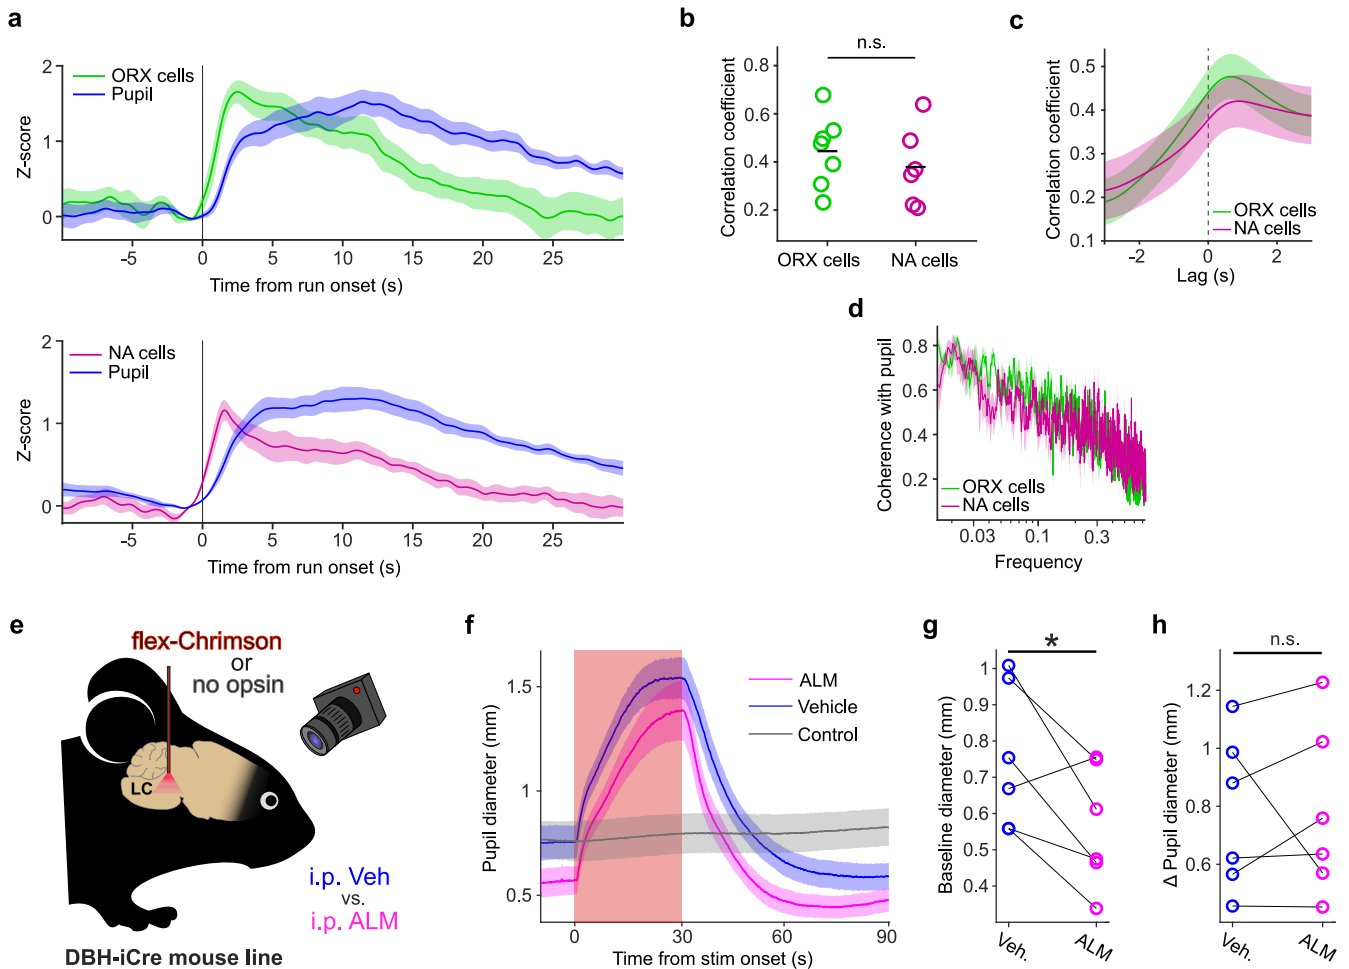 a
2
1
0
Z-score
ORX cells
Pupil
-5
0
5
10
15
20
25
Time from run onset (s)
2
1
0
Z-score
NA cells
Pupil
-5
0
5
10
15
20
25
Time from run onset (s)
b
n.s.
0.8
0.6
0.4
0.2
Correlation coefficient
ORX cells
NA cells
c
0.5
0.4
0.3
0.2
0.1
Correlation coefficient
ORX cells
NA cells
-2
0
2
Lag (s)
d
0.8
0.6
0.4
0.2
Coherence with pupil
ORX cells
NA cells
0.03
0.1
0.3
Frequency
e
flex-Chrimson
or
no opsin
LC
i.p. Veh
vs.
i.p. ALM
DBH-iCre mouse line
f
1.5
1
0.5
Pupil diameter (mm)
ALM
Vehicle
Control
0
30
60
90
Time from stim onset (s)
g
*
1
0.9
0.8
0.7
0.6
0.5
0.4
Baseline diameter (mm)
Veh.
ALM
h
n.s.
1.2
1
0.8
0.6
Δ Pupil diameter (mm)
Veh.
ALM